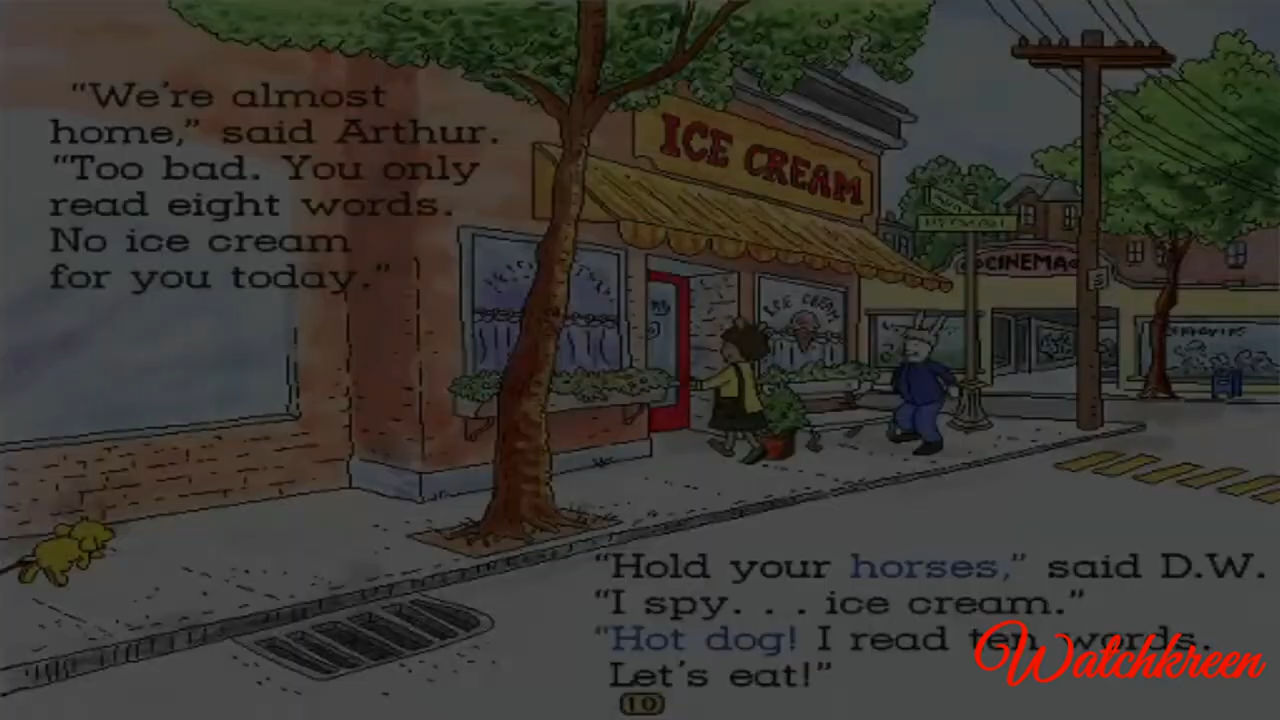 "We're almost
home," said Arthur.
"Too bad. You only
read eight words.
No ice cream
for you today."
ICE CREAM
ICE CREAM
CINEMA
"Hold your horses," said D.W.
"I spy. . . ice cream."
"Hot dog! I read ten words.
Let's eat!"
10
Watchkreen